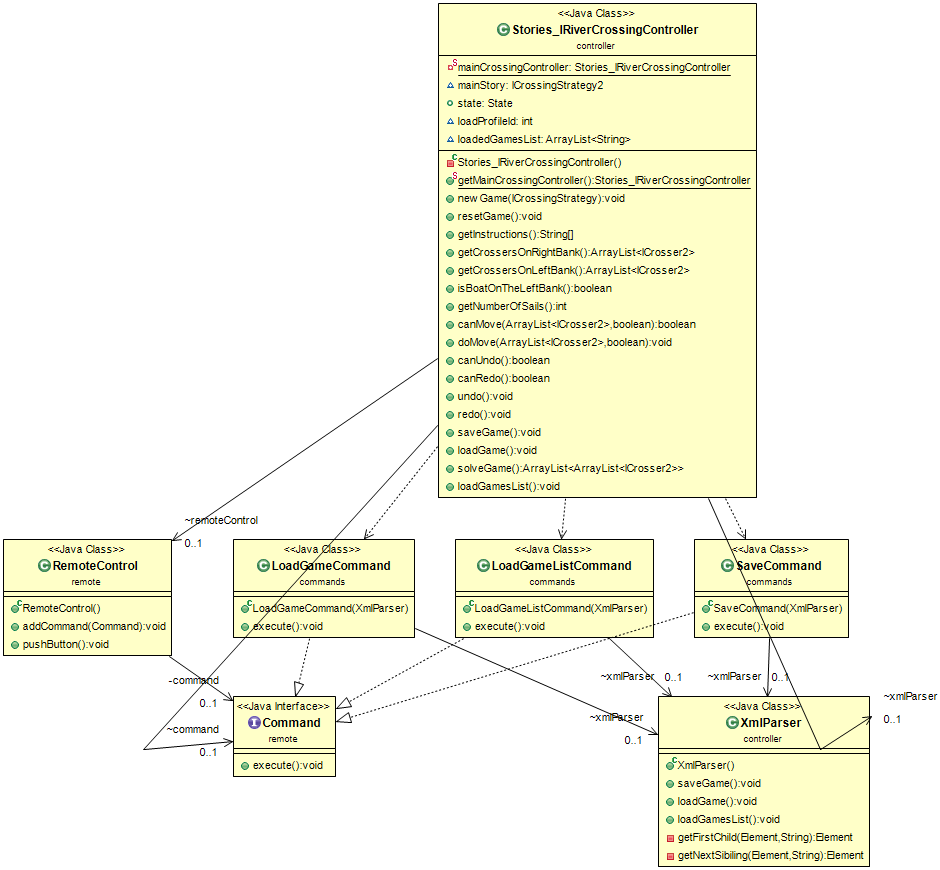 <<Java Class>>
Stories_IRiverCrossingController
controller
mainCrossingController: Stories_IRiverCrossingController
mainStory: ICrossingStrategy2
state: State
loadProfileId: int
loadedGamesList: ArrayList<String>
Stories_IRiverCrossingController()
getMainCrossingController():Stories_IRiverCrossingController
newGame(ICrossingStrategy):void
resetGame():void
getInstructions():String[]
getCrossersOnRightBank():ArrayList<ICrosser2>
getCrossersOnLeftBank():ArrayList<ICrosser2>
isBoatOnTheLeftBank():boolean
getNumberOfSails():int
canMove(ArrayList<ICrosser2>,boolean):boolean
doMove(ArrayList<ICrosser2>,boolean):void
canUndo():boolean
canRedo():boolean
undo():void
redo():void
saveGame():void
loadGame():void
solveGame():ArrayList<ArrayList<ICrosser2>>
loadGamesList():void
~remoteControl
0..1
<<Java Class>>
RemoteControl
remote
RemoteControl()
addCommand(Command):void
pushButton():void
<<Java Class>>
LoadGameCommand
commands
LoadGameCommand(XmlParser)
execute():void
<<Java Class>>
LoadGameListCommand
commands
LoadGameListCommand(XmlParser)
execute():void
<<Java Class>>
SaveCommand
commands
SaveCommand(XmlParser)
execute():void
-command
0..1
~command
0..1
<<Java Interface>>
Command
remote
execute():void
~xmlParser
0..1
~xmlParser
0..1
~xmlParser
0..1
~xmlParser
0..1
<<Java Class>>
XmlParser
controller
XmlParser()
saveGame():void
loadGame():void
loadGamesList():void
getFirstChild(Element,String):Element
getNextSibiling(Element,String):Element